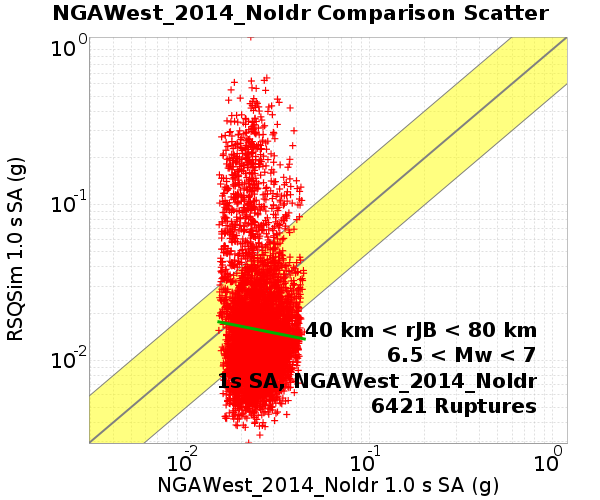 NGAWest_2014_NoIdr Comparison Scatter
10^0
10^-1
10^-2
RSQSim 1.0 s SA (g)
40 km < rJB < 80 km
6.5 < Mw < 7
1s SA, NGAWest_2014_NoIdr
6421 Ruptures
10^-2 10^-1 10^0
NGAWest_2014_NoIdr 1.0 s SA (g)